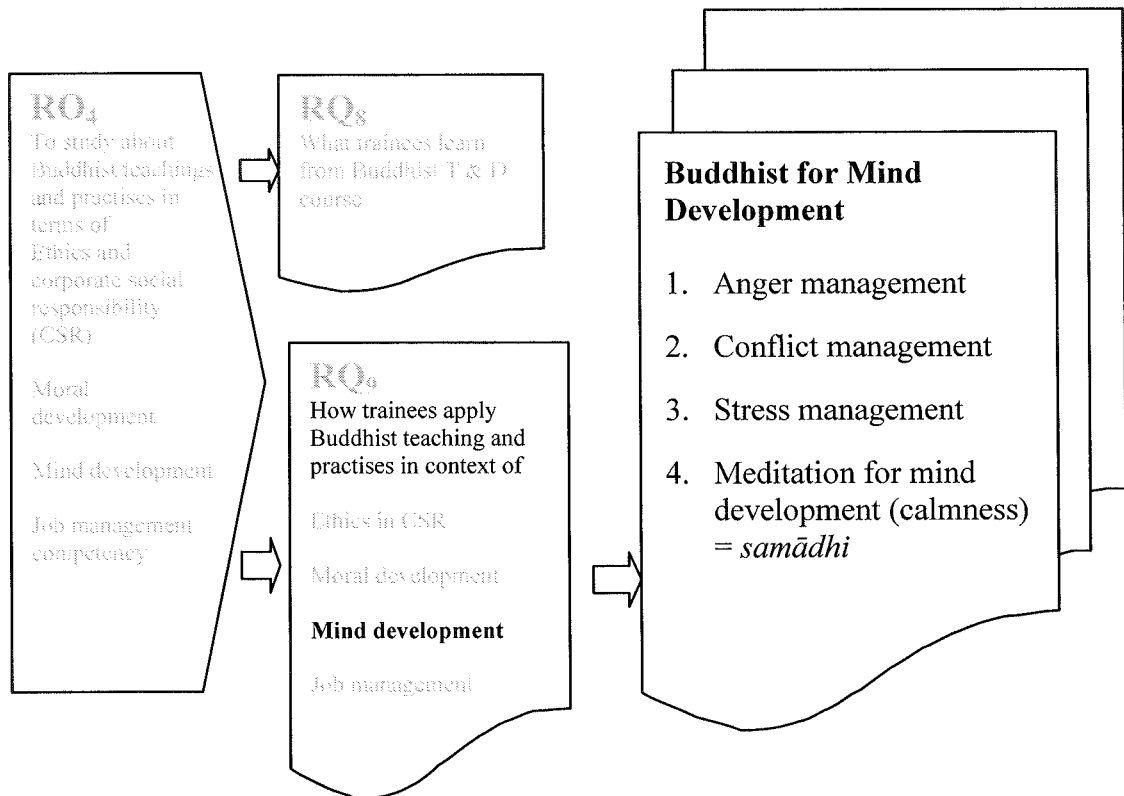 RO₄
To study about
Buddhist teachings
and practises in
terms of
Ethics and
corporate social
responsibility
(CSR)
Moral
development
Mind development
Job management
competency
RQ₈
What trainees learn
from Buddhist T & D
course
RQ₉
How trainees apply
Buddhist teaching and
practises in context of
Ethics in CSR
Moral development
Mind development
Job management
Buddhist for Mind
Development
1. Anger management
2. Conflict management
3. Stress management
4. Meditation for mind
development (calmness)
= samādhi